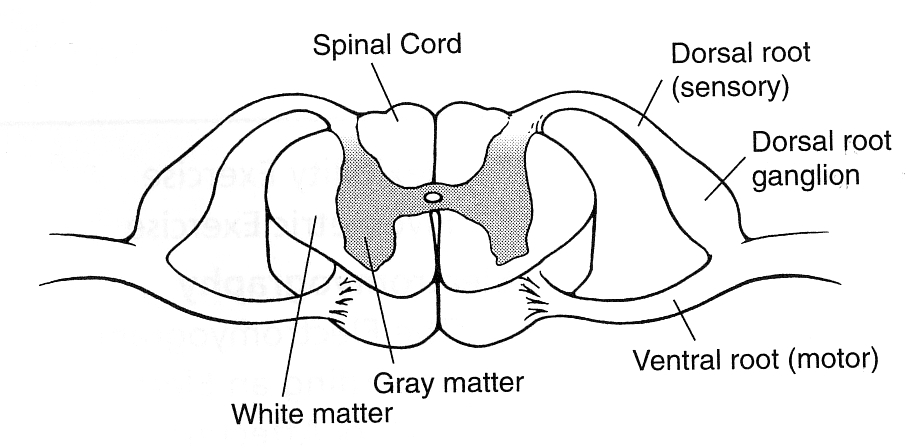 Spinal Cord
Dorsal root
(sensory)
Dorsal root
ganglion
Ventral root (motor)
Gray matter
White matter